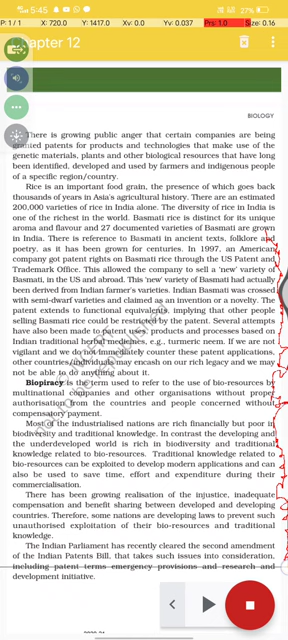 P: 1 / 1 X: 720.0 Y: 1417.0 Xv: 0.0 Yv: 0.037 Prs: 1.0 Size: 0.16
5:45 27%
Chapter 12
BIOLOGY
There is growing public anger that certain companies are being
granted patents for products and technologies that make use of the
genetic materials, plants and other biological resources that have long
been identified, developed and used by farmers and indigenous people
of a specific region/country.
Rice is an important food grain, the presence of which goes back
thousands of years in Asia's agricultural history. There are an estimated
200,000 varieties of rice in India alone. The diversity of rice in India is
one of the richest in the world. Basmati rice is distinct for its unique
aroma and flavour and 27 documented varieties of Basmati are grown
in India. There is reference to Basmati in ancient texts, folklore and
poetry, as it has been grown for centuries. In 1997, an American
company got patent rights on Basmati rice through the US Patent and
Trademark Office. This allowed the company to sell a 'new' variety of
Basmati, in the US and abroad. This 'new' variety of Basmati had actually
been derived from Indian farmer's varieties. Indian Basmati was crossed
with semi-dwarf varieties and claimed as an invention or a novelty. The
patent extends to functional equivalents, implying that other people
selling Basmati rice could be restricted by the patent. Several attempts
have also been made to patent uses, products and processes based on
Indian traditional herbal medicines, e.g., turmeric neem. If we are not
vigilant and we do not immediately counter these patent applications,
other countries/individuals may encash on our rich legacy and we may
not be able to do anything about it.
Biopiracy is the term used to refer to the use of bio-resources by
multinational companies and other organisations without proper
authorisation from the countries and people concerned without
compensatory payment.
Most of the industrialised nations are rich financially but poor in
biodiversity and traditional knowledge. In contrast the developing and
the underdeveloped world is rich in biodiversity and traditional
knowledge related to bio-resources. Traditional knowledge related to
bio-resources can be exploited to develop modern applications and can
also be used to save time, effort and expenditure during their
commercialisation.
There has been growing realisation of the injustice, inadequate
compensation and benefit sharing between developed and developing
countries. Therefore, some nations are developing laws to prevent such
unauthorised exploitation of their bio-resources and traditional
knowledge.
The Indian Parliament has recently cleared the second amendment
of the Indian Patents Bill, that takes such issues into consideration,
including patent terms emergency provisions and research and
development initiative.